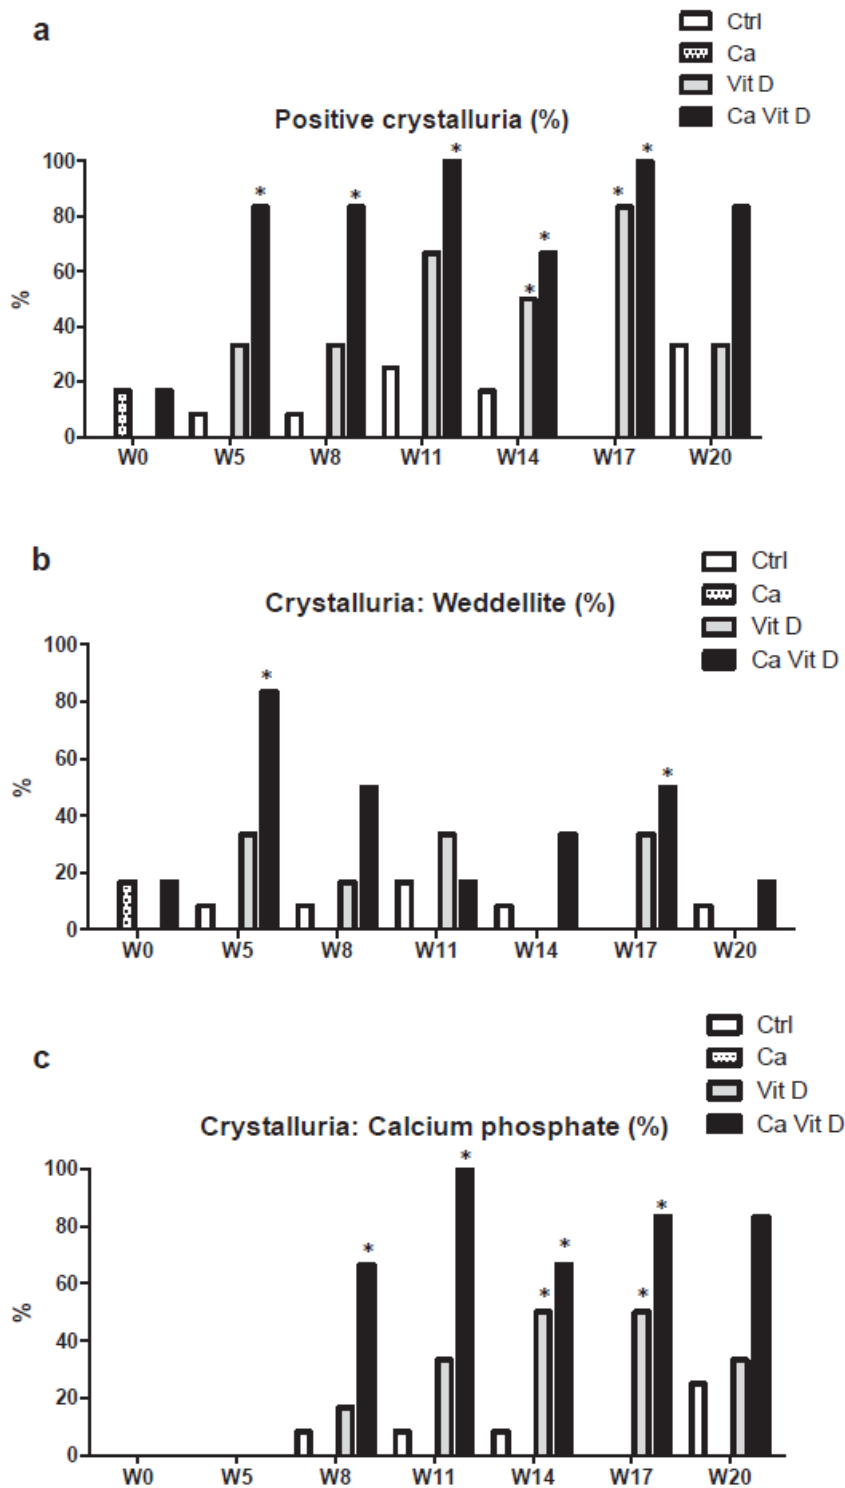 a
Ctrl
Ca
Vit D
Ca Vit D
Positive crystalluria (%)
100
80
60
40
20
0
%
* * * * * * *
W0 W5 W8 W11 W14 W17 W20
b
Ctrl
Ca
Vit D
Ca Vit D
Crystalluria: Weddellite (%)
100
80
60
40
20
0
%
* *
W0 W5 W8 W11 W14 W17 W20
c
Ctrl
Ca
Vit D
Ca Vit D
Crystalluria: Calcium phosphate (%)
100
80
60
40
20
0
%
* * * * * *
W0 W5 W8 W11 W14 W17 W20